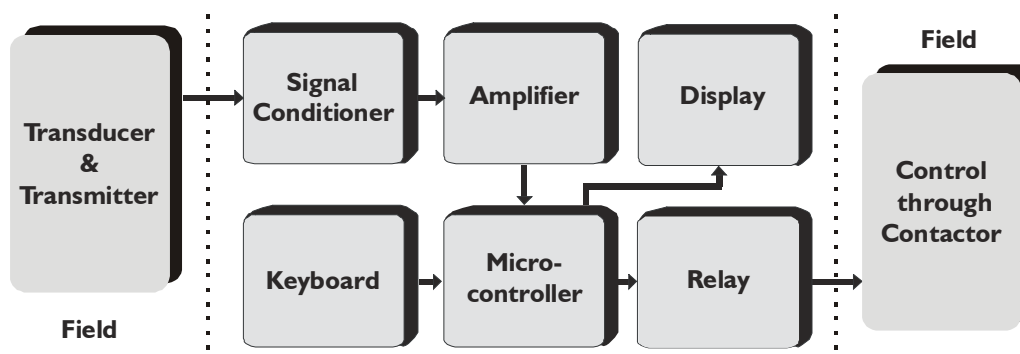 Transducer
&
Transmitter
Field
Signal
Conditioner
Amplifier
Display
Keyboard
Micro-
controller
Relay
Field
Control
through
Contactor